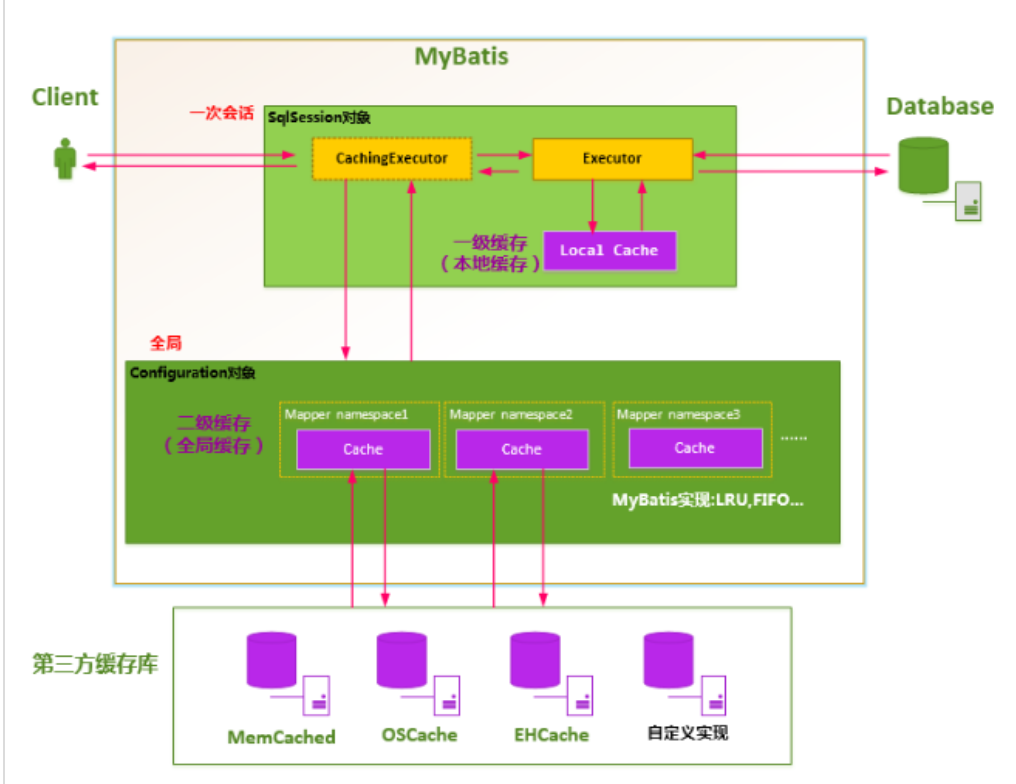 MyBatis
Client
一次会话
SqlSession对象
Database
CachingExecutor
Executor
一级缓存
（本地缓存）
Local Cache
全局
Configuration对象
二级缓存
（全局缓存）
Mapper namespace1
Cache
Mapper namespace2
Cache
Mapper namespace3
Cache
......
MyBatis实现:LRU,FIFO...
第三方缓存库
MemCached
OSCache
EHCache
自定义实现